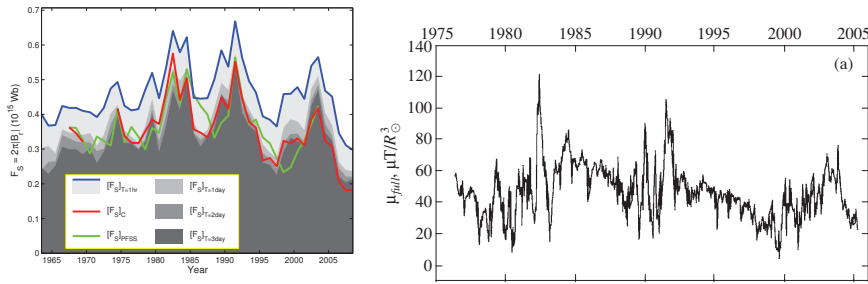 0.7
0.6
0.5
0.4
0.3
0.2
0.1
0
F_S = 2π|B_r| (10^15 Wb)
[F_S]_T=1hr
[F_S]_C
[F_S]_PFSS
[F_S]_T=1day
[F_S]_T=2day
[F_S]_T=3day
1965 1970 1975 1980 1985 1990 1995 2000 2005
Year
1975 1980 1985 1990 1995 2000 2005
(a)
140
120
100
80
60
40
20
0
μ_full, μT/R_⊙^3